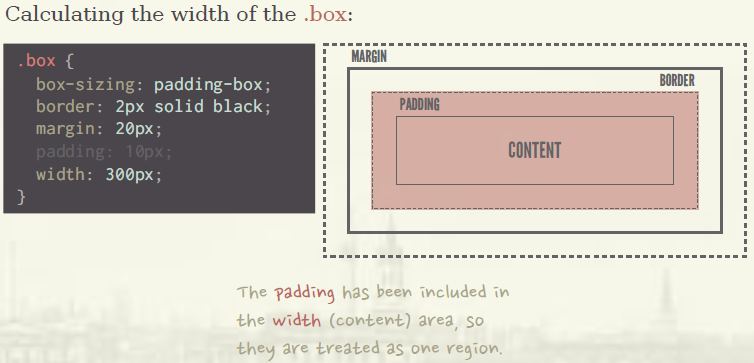 Calculating the width of the .box:
.box {
box-sizing: padding-box;
border: 2px solid black;
margin: 20px;
padding: 10px;
width: 300px;
}
MARGIN
BORDER
PADDING
CONTENT
The padding has been included in
the width (content) area, so
they are treated as one region.